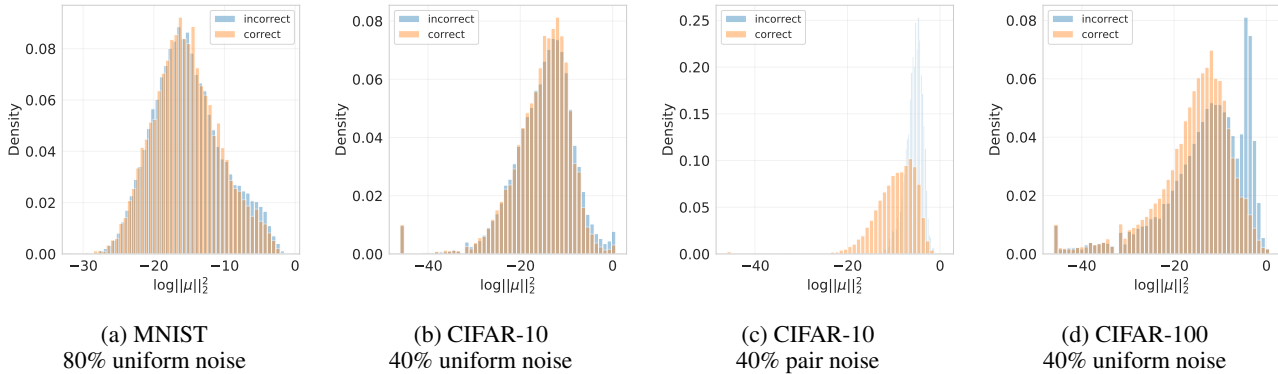 incorrect
correct
0.08
0.06
0.04
0.02
0.00
Density
−30
−20
−10
0
log||μ||₂²
(a) MNIST
80% uniform noise
incorrect
correct
0.08
0.06
0.04
0.02
0.00
Density
−40
−20
0
log||μ||₂²
(b) CIFAR-10
40% uniform noise
incorrect
correct
0.25
0.20
0.15
0.10
0.05
0.00
Density
−20
0
−40
log||μ||₂²
(c) CIFAR-10
40% pair noise
incorrect
correct
0.08
0.06
0.04
0.02
0.00
Density
−40
−20
0
log||μ||₂²
(d) CIFAR-100
40% uniform noise